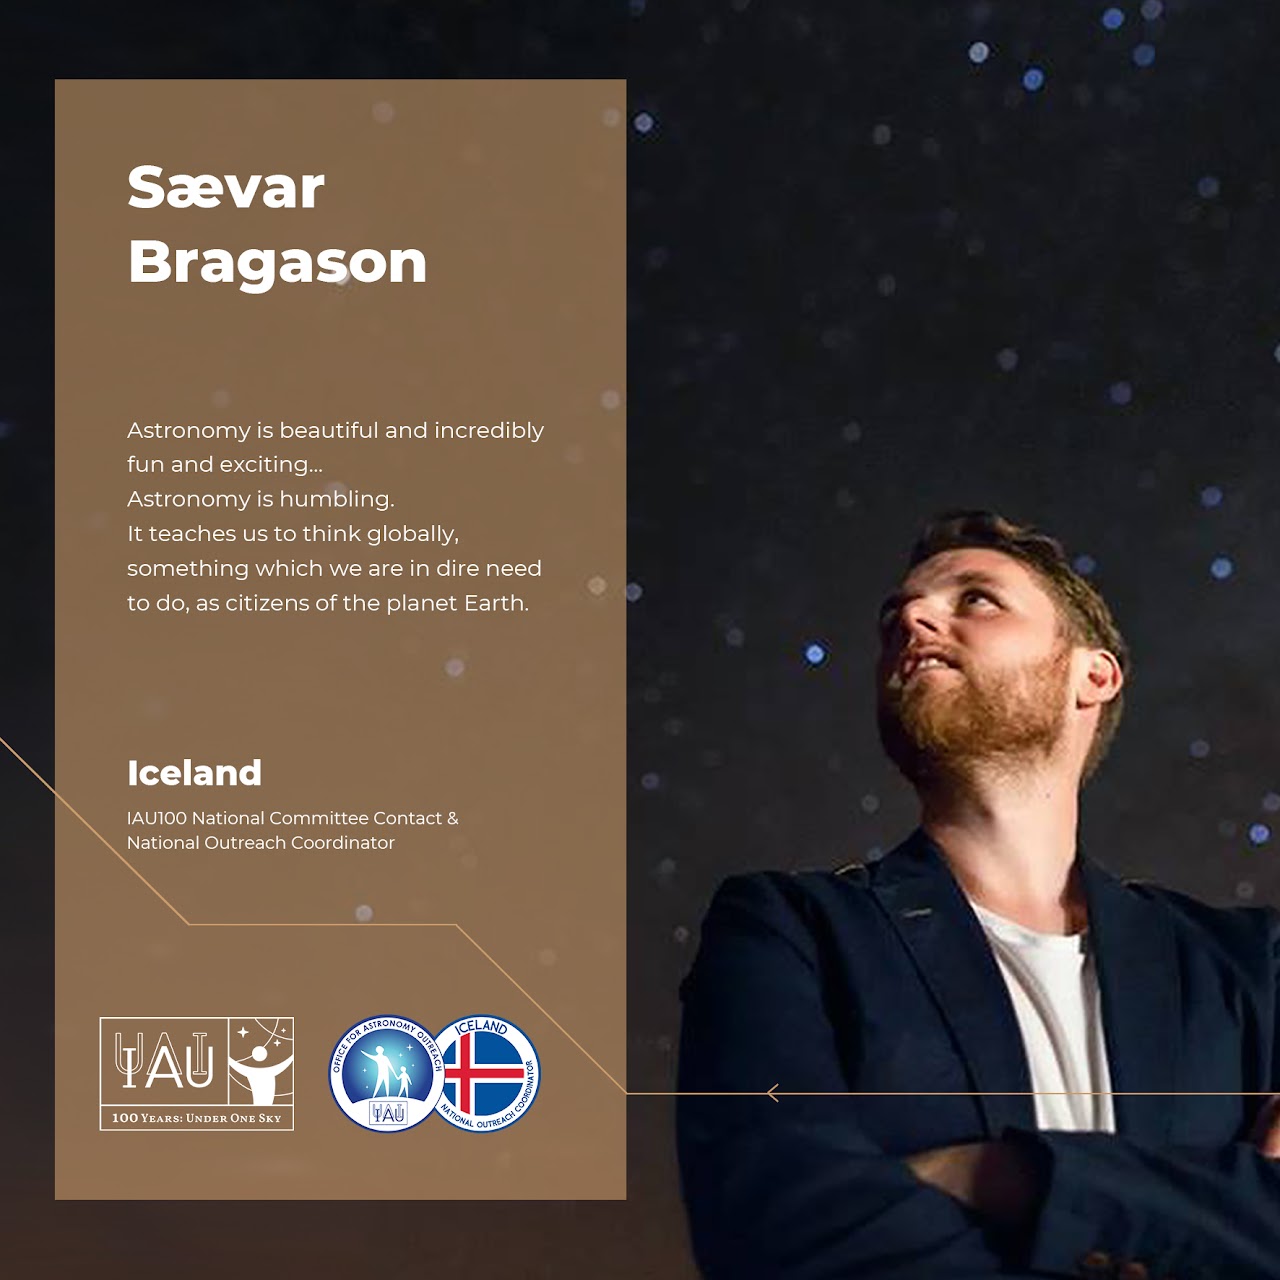 Sævar
Bragason
Astronomy is beautiful and incredibly
fun and exciting...
Astronomy is humbling.
It teaches us to think globally,
something which we are in dire need
to do, as citizens of the planet Earth.
Iceland
IAU100 National Committee Contact &
National Outreach Coordinator
IAU
100 Years: Under One Sky
OFFICE FOR ASTRONOMY OUTREACH
IAU
ICELAND
NATIONAL OUTREACH COORDINATOR